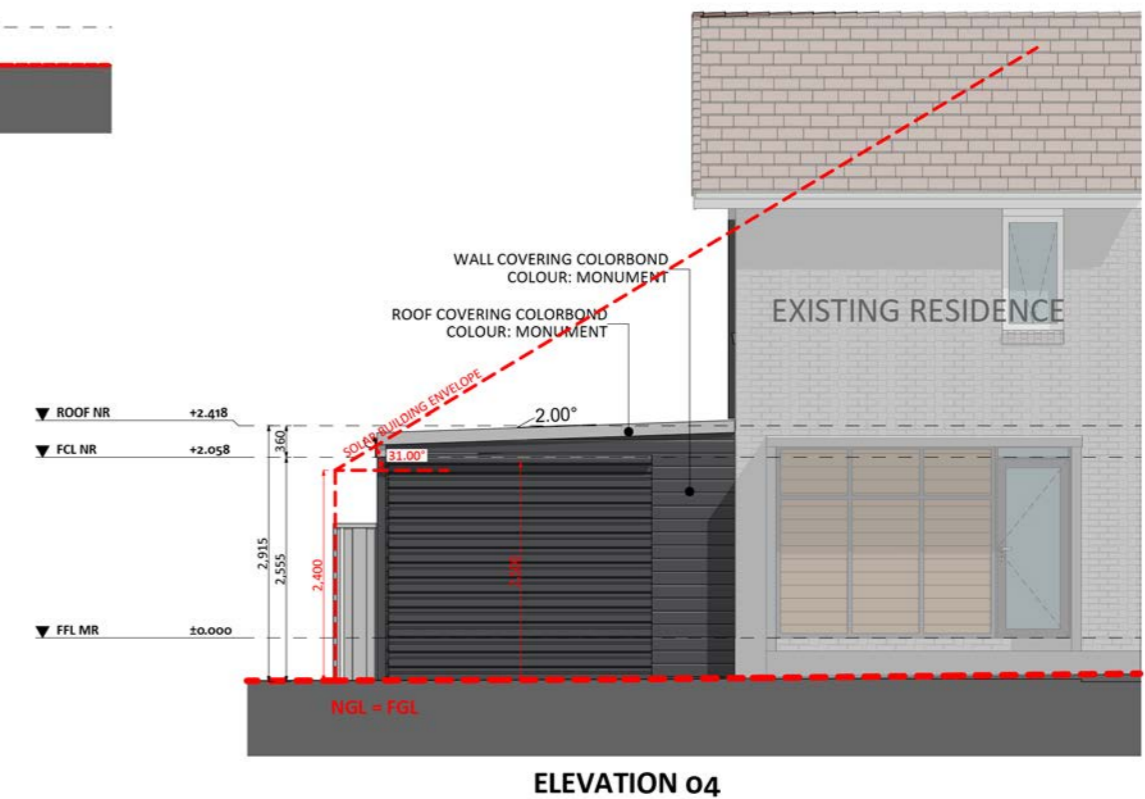 WALL COVERING COLORBOND
COLOUR: MONUMENT
ROOF COVERING COLORBOND
COLOUR: MONUMENT
EXISTING RESIDENCE
SOLAR BUILDING ENVELOPE
2.00°
ROOF NR +2.418
360
FCL NR +2.058
31.00°
2,915
2,555
2,400
FFL MR ±0.000
NGL = FGL
ELEVATION 04